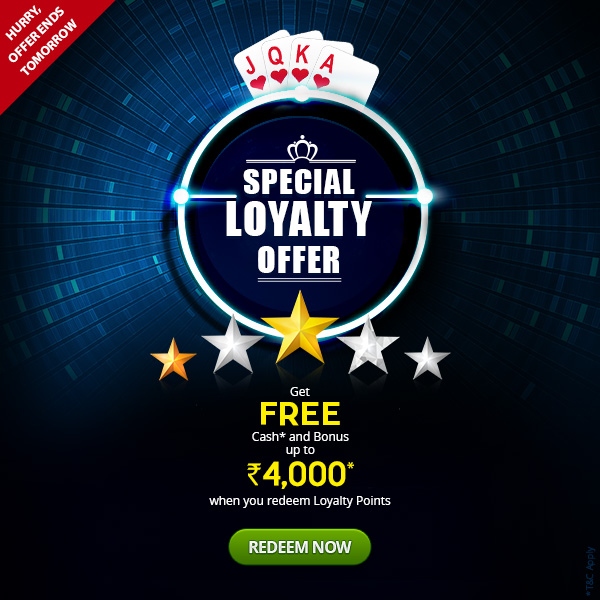 HURRY,
OFFER ENDS
TOMORROW
J Q K A
SPECIAL
LOYALTY
OFFER
Get
FREE
Cash* and Bonus
up to
₹4,000*
when you redeem Loyalty Points
REDEEM NOW
*T&C Apply